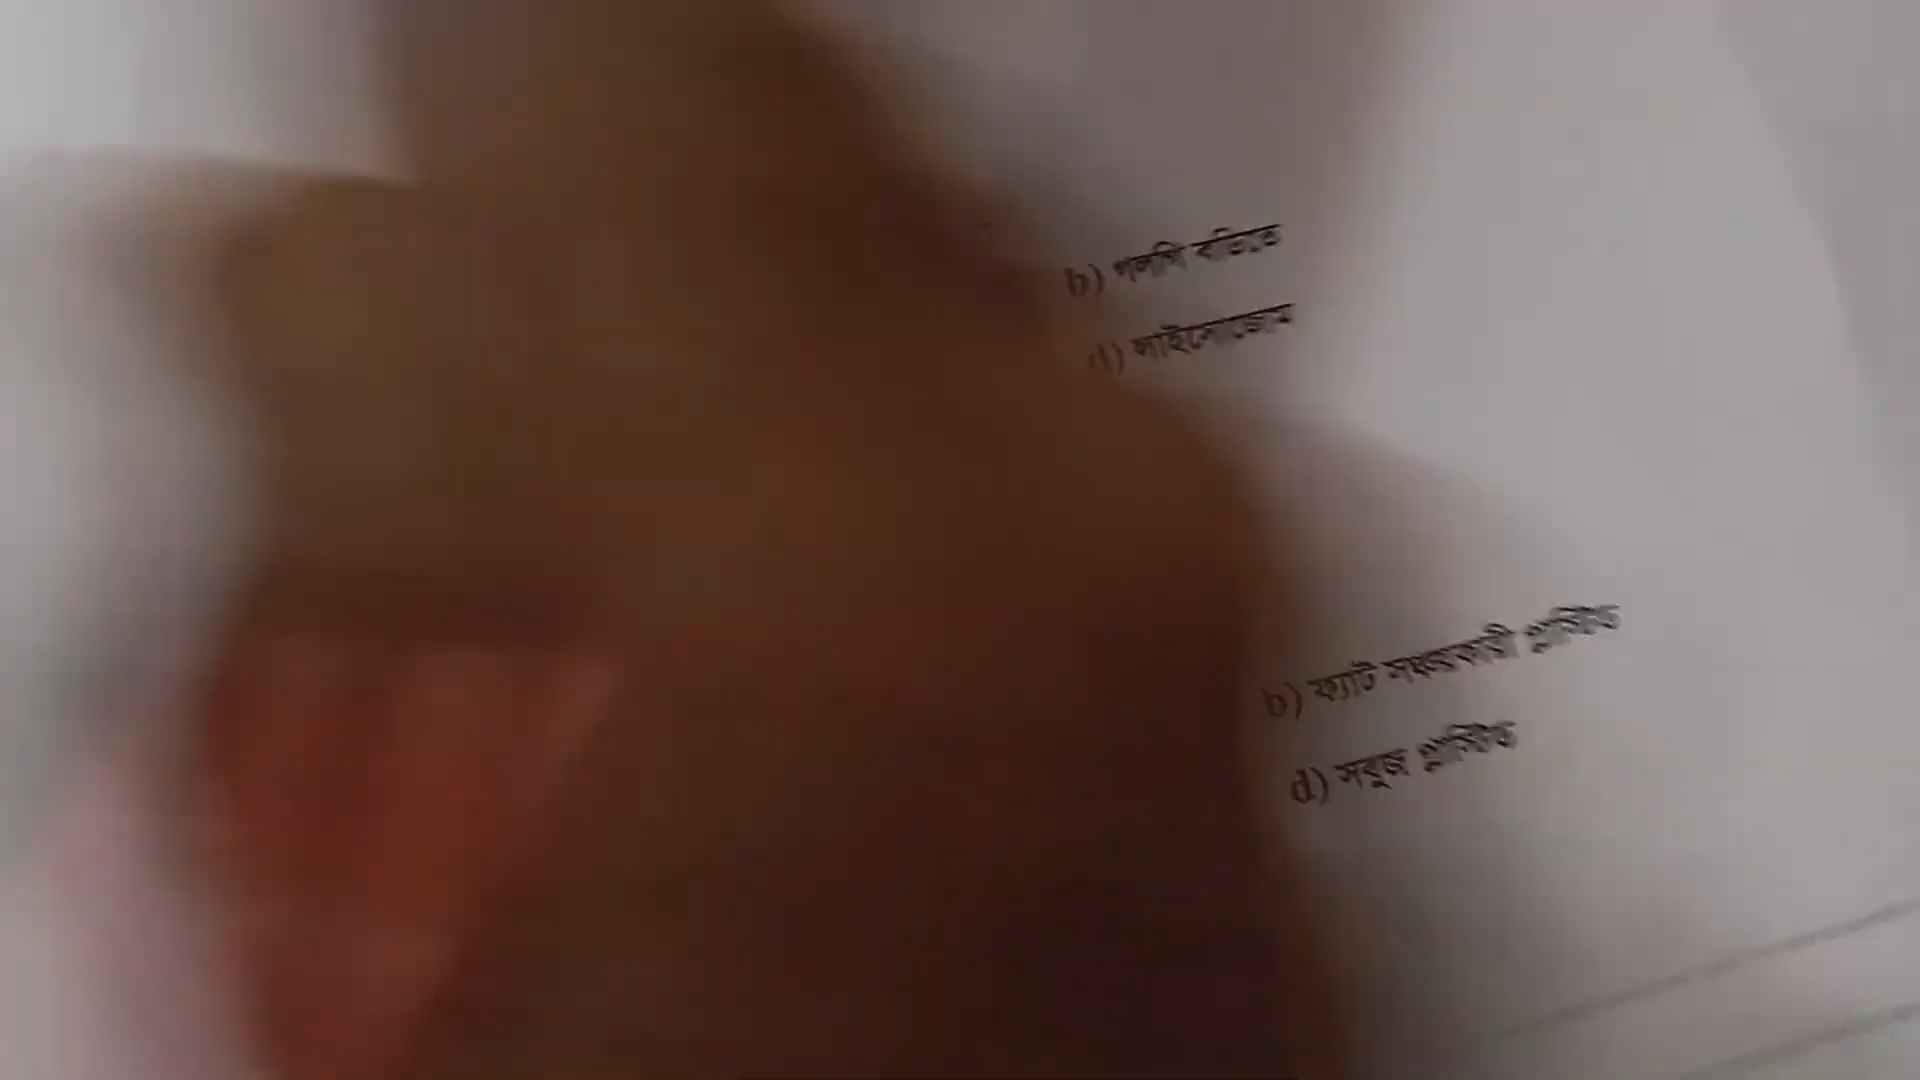 b) গলগি বডিতে
d) লাইসোজোম
b) ফ্যাট সঞ্চয়কারী প্লাস্টিড
d) সবুজ প্লাস্টিড